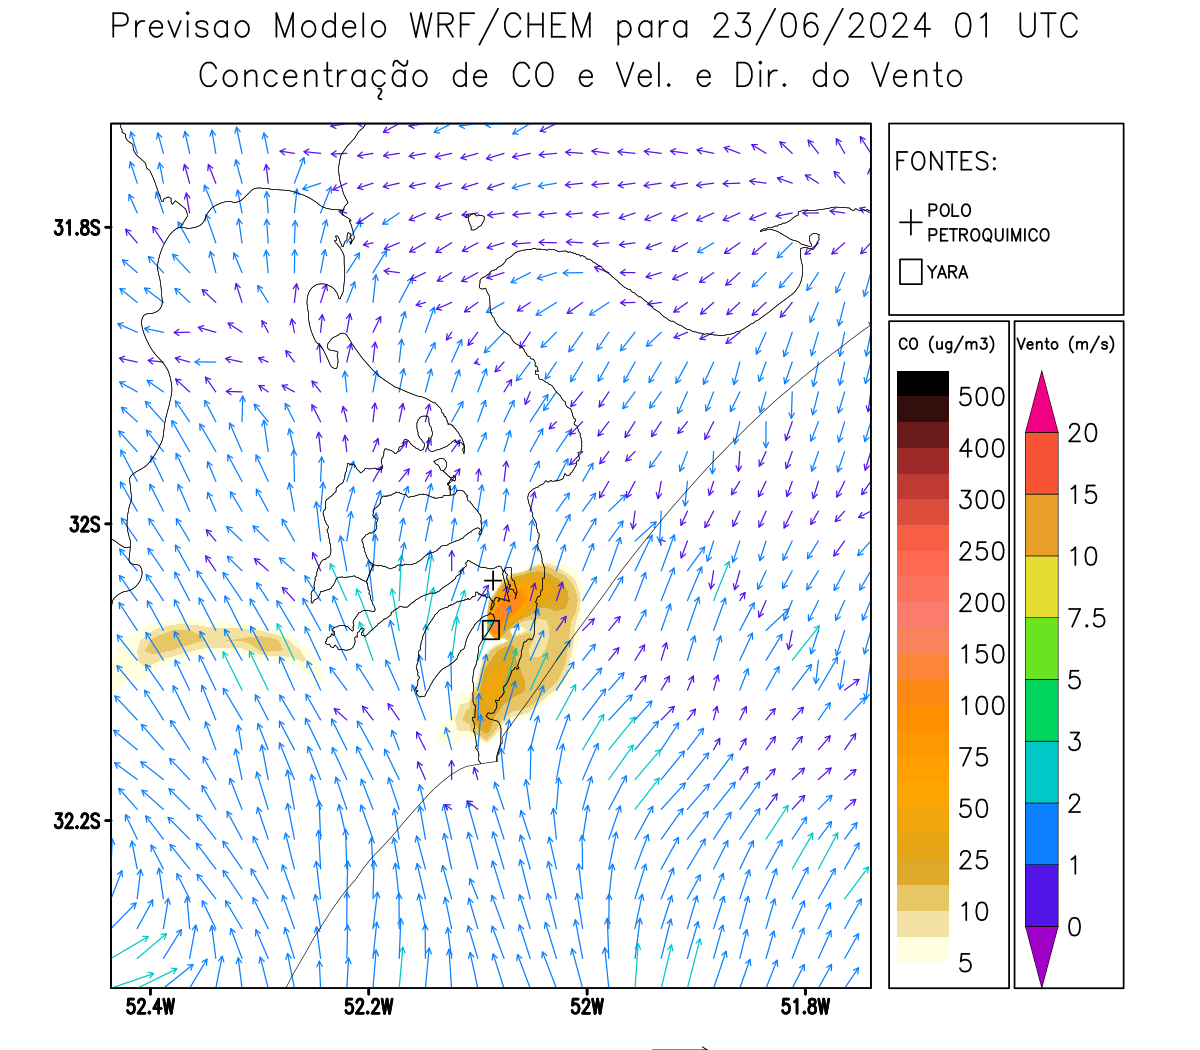 Previsao Modelo WRF/CHEM para 23/06/2024 01 UTC
Concentração de CO e Vel. e Dir. do Vento
FONTES:
POLO
PETROQUIMICO
YARA
CO (ug/m3)
500
400
300
250
200
150
100
75
50
25
10
5
Vento (m/s)
20
15
10
7.5
5
3
2
1
0
31.8S
32S
32.2S
52.4W
52.2W
52W
51.8W